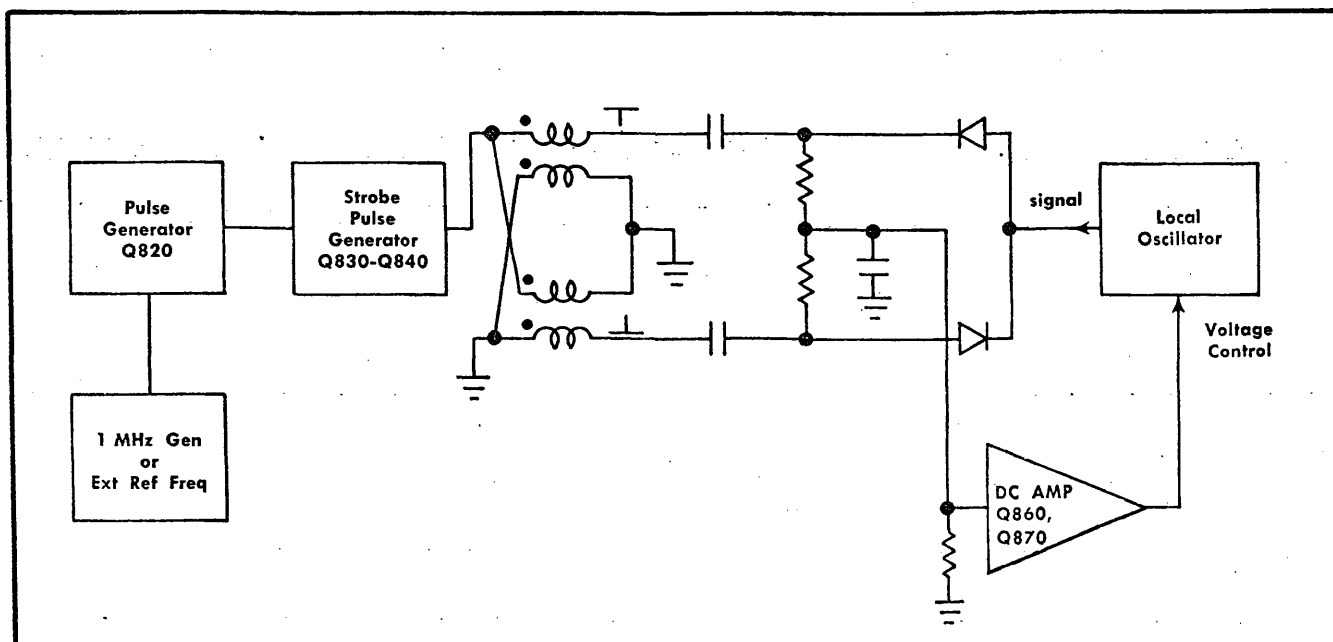 Pulse
Generator
Q820
Strobe
Pulse
Generator
Q830-Q840
signal
Local
Oscillator
Voltage
Control
1 MHz Gen
or
Ext Ref Freq
DC AMP
Q860,
Q870